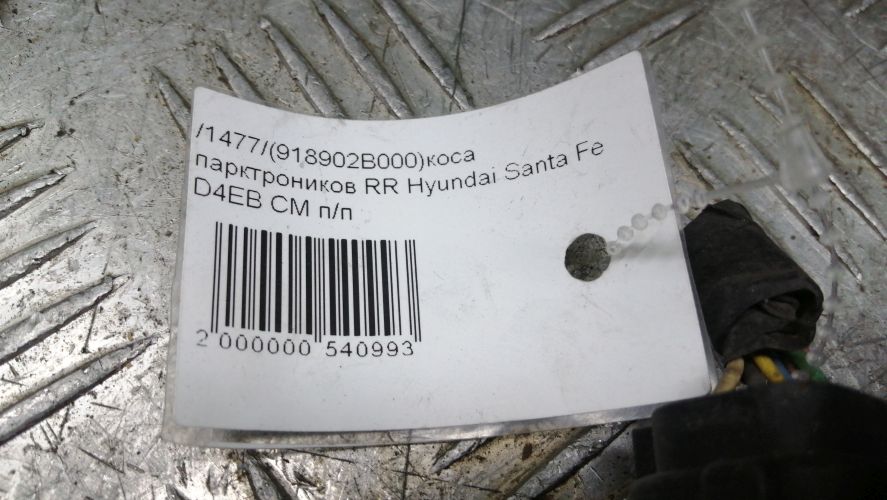 /1477/(918902B000)коса
парктроников RR Hyundai Santa Fe
D4EB CM п/п
2 000000 540993